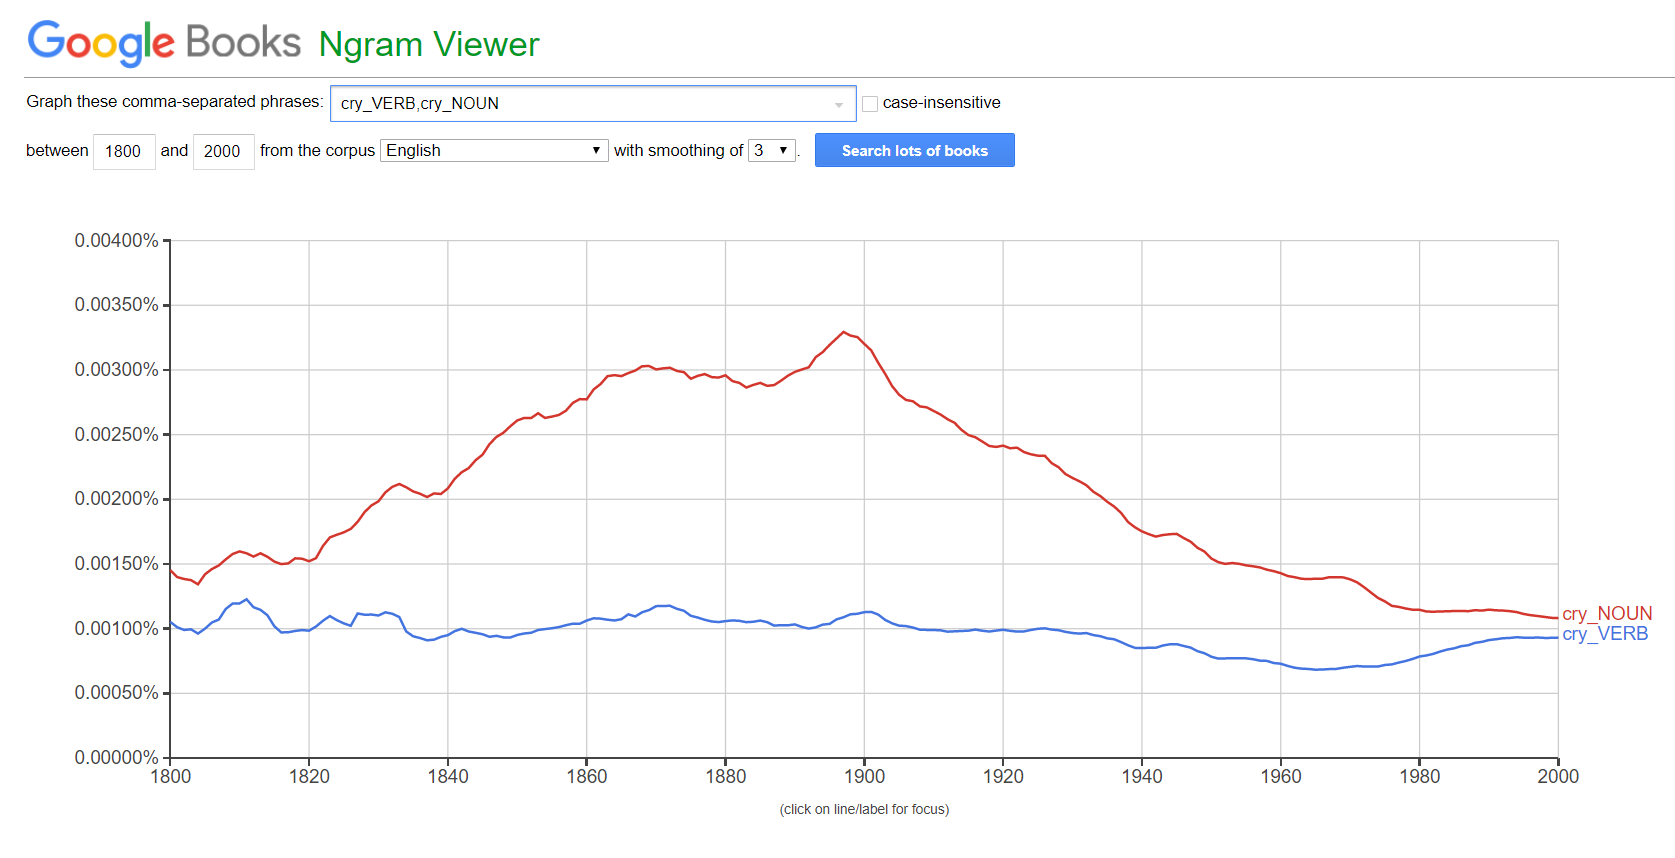 Google Books Ngram Viewer
Graph these comma-separated phrases: cry_VERB,cry_NOUN case-insensitive
between 1800 and 2000 from the corpus English with smoothing of 3 . Search lots of books
0.00400%
0.00350%
0.00300%
0.00250%
0.00200%
0.00150%
0.00100%
0.00050%
0.00000%
cry_NOUN
cry_VERB
1800 1820 1840 1860 1880 1900 1920 1940 1960 1980 2000
(click on line/label for focus)